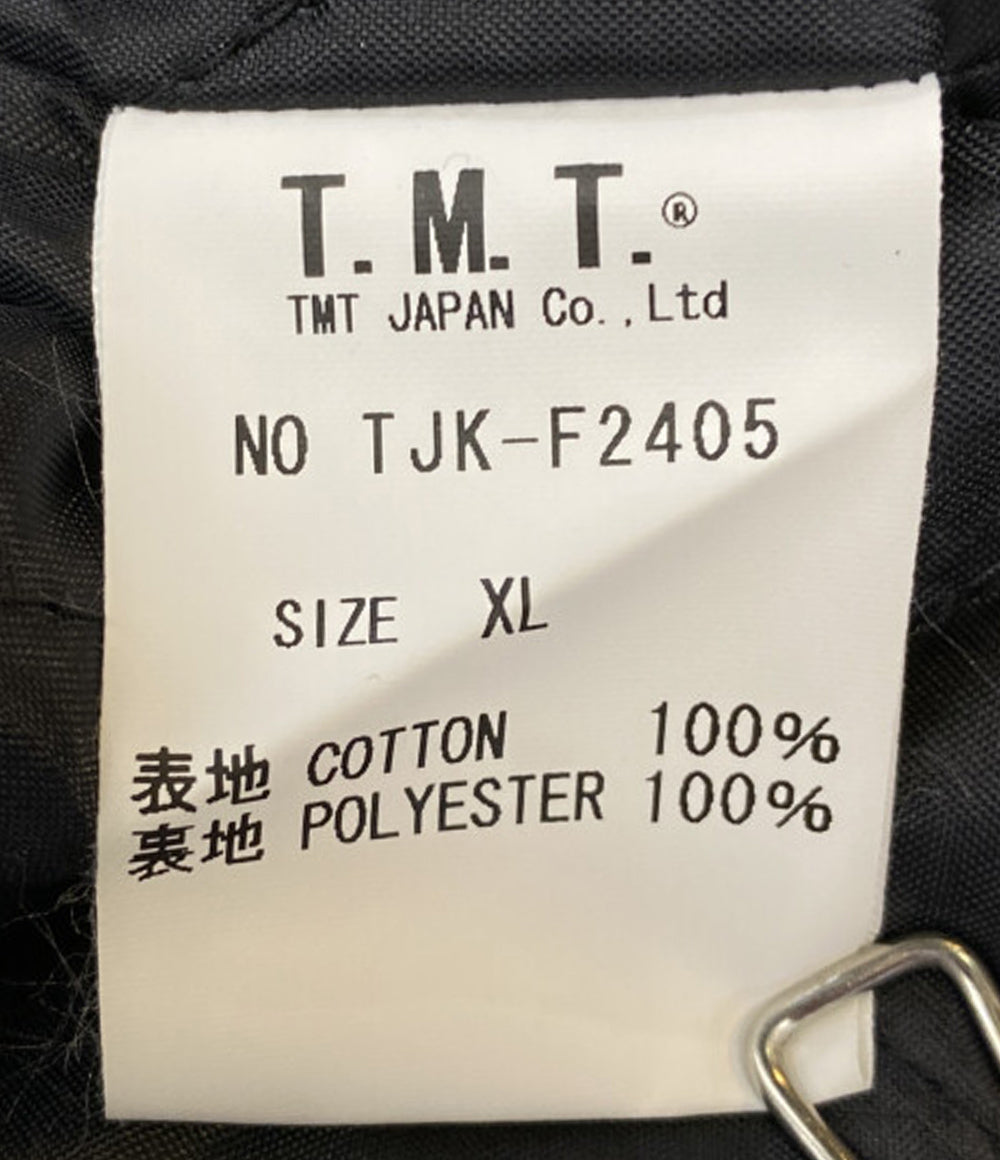 T.M.T.®
TMT JAPAN Co.,Ltd
NO TJK-F2405
SIZE XL
表地 COTTON 100%
裏地 POLYESTER 100%